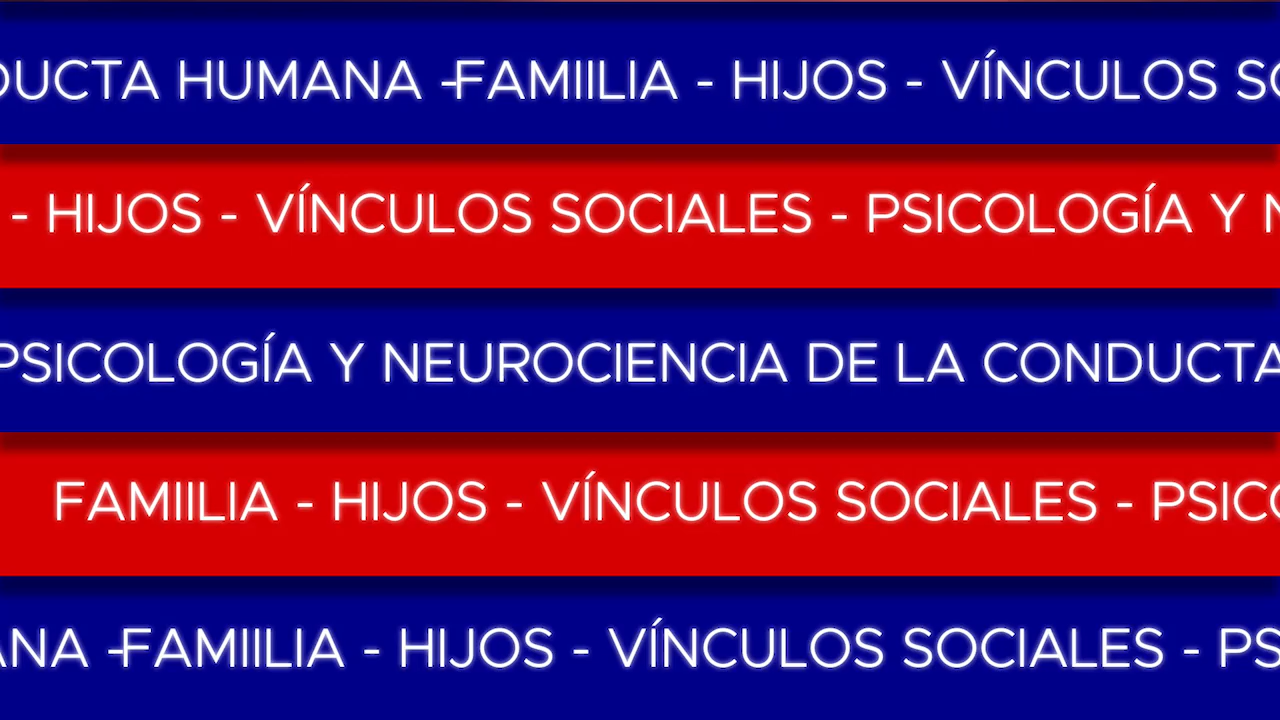 DUCTA HUMANA -FAMIILIA - HIJOS - VÍNCULOS SO
- HIJOS - VÍNCULOS SOCIALES - PSICOLOGÍA Y N
PSICOLOGÍA Y NEUROCIENCIA DE LA CONDUCTA
FAMIILIA - HIJOS - VÍNCULOS SOCIALES - PSICO
ANA -FAMIILIA - HIJOS - VÍNCULOS SOCIALES - PS